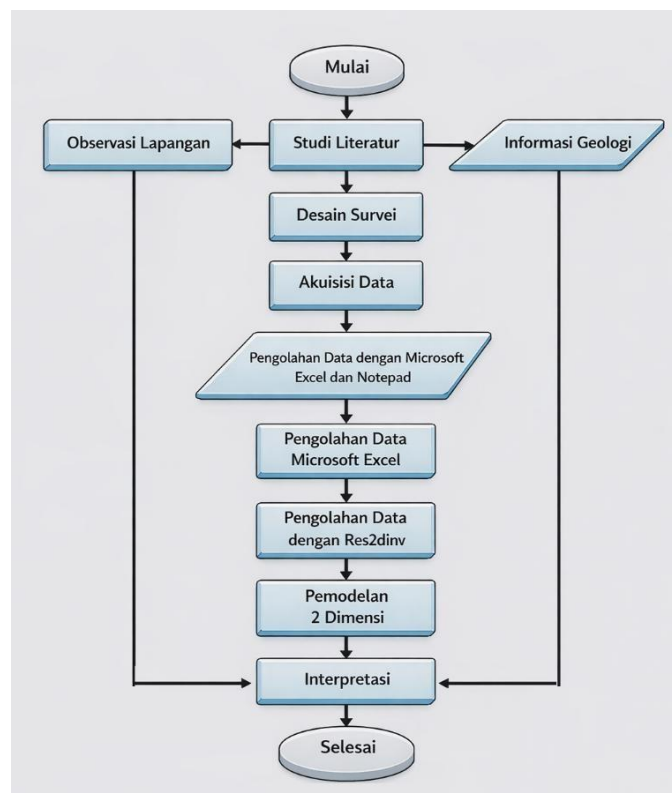 Mulai
Observasi Lapangan
Studi Literatur
Informasi Geologi
Desain Survei
Akuisisi Data
Pengolahan Data dengan Microsoft
Excel dan Notepad
Pengolahan Data
Microsoft Excel
Pengolahan Data
dengan Res2dinv
Pemodelan
2 Dimensi
Interpretasi
Selesai